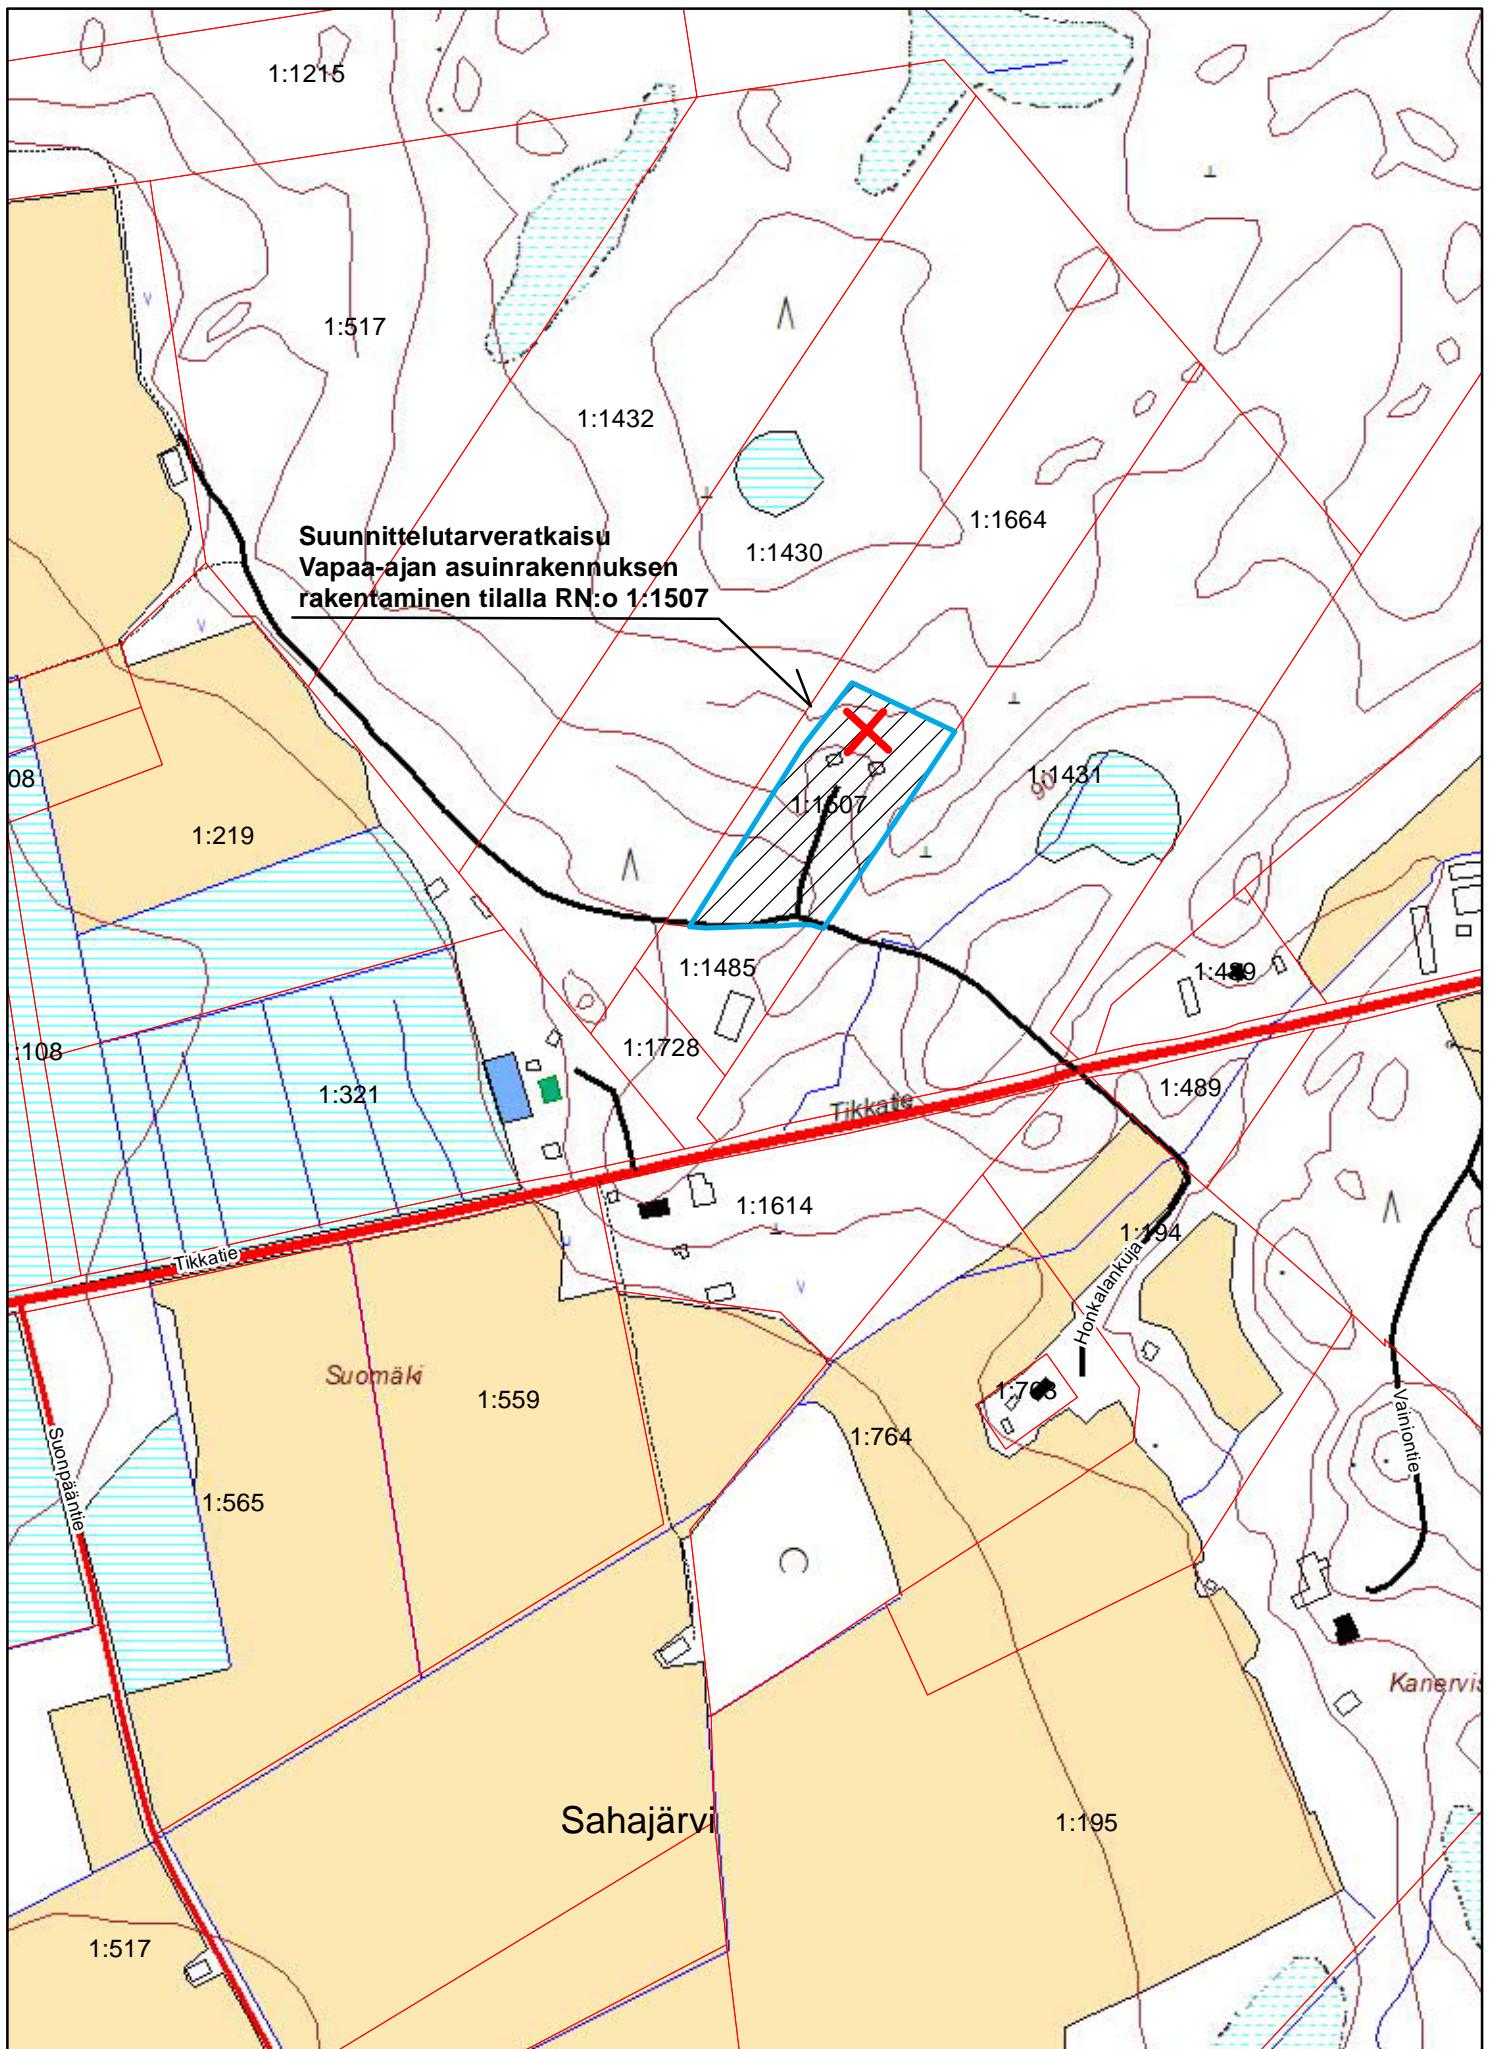 1:1215
1:517
1:1432
1:1664
Suunnittelutarveratkaisu
Vapaa-ajan asuinrakennuksen
rakentaminen tilalla RN:o 1:1507
1:1430
1:1431
90
08
1:1507
1:219
1:1485
1:489
:108
1:1728
1:321
1:489
Tikkatie
1:1614
1:194
Tikkatie
Honkalankuja
Suomäki
1:559
1:763
1:764
Vainiontie
Suonpääntie
1:565
Kanervis
Sahajärvi
1:195
1:517